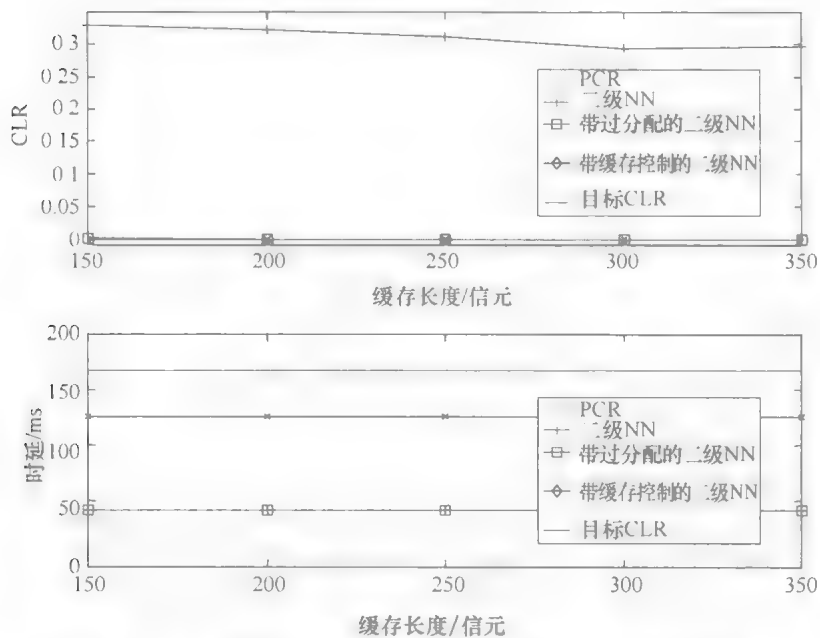 0.3
0.25
0.2
0.15
0.1
0.05
0
CLR
PCR
二级NN
带过分配的二级NN
带缓存控制的二级NN
目标CLR
150 200 250 300 350
缓存长度/信元
200
150
100
50
0
时延/ms
PCR
二级NN
带过分配的二级NN
带缓存控制的二级NN
目标CLR
150 200 250 300 350
缓存长度/信元